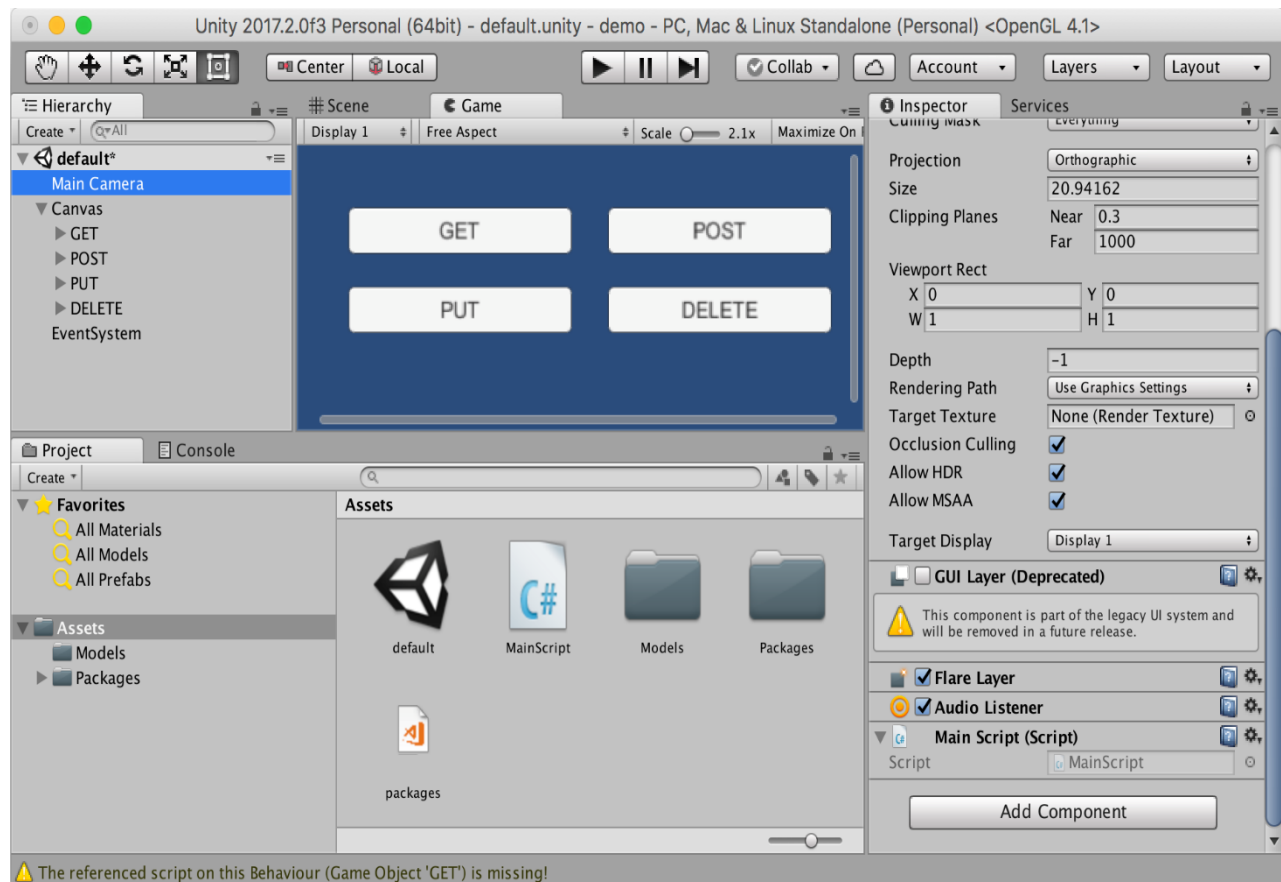 Unity 2017.2.0f3 Personal (64bit) - default.unity - demo - PC, Mac & Linux Standalone (Personal) <OpenGL 4.1>
Center Local Collab Account Layers Layout
Hierarchy
Create All
default*
Main Camera
Canvas
GET
POST
PUT
DELETE
EventSystem
Scene Game
Display 1 Free Aspect Scale 2.1x Maximize On
GET POST
PUT DELETE
Project Console
Create
Favorites
All Materials
All Models
All Prefabs
Assets
Models
Packages
Assets
C#
default MainScript Models Packages
packages
Inspector Services
Culling Mask Everything
Projection Orthographic
Size 20.94162
Clipping Planes Near 0.3
Far 1000
Viewport Rect
X 0 Y 0
W 1 H 1
Depth -1
Rendering Path Use Graphics Settings
Target Texture None (Render Texture)
Occlusion Culling
Allow HDR
Allow MSAA
Target Display Display 1
GUI Layer (Deprecated)
This component is part of the legacy UI system and
will be removed in a future release.
Flare Layer
Audio Listener
Main Script (Script)
Script MainScript
Add Component
The referenced script on this Behaviour (Game Object 'GET') is missing!